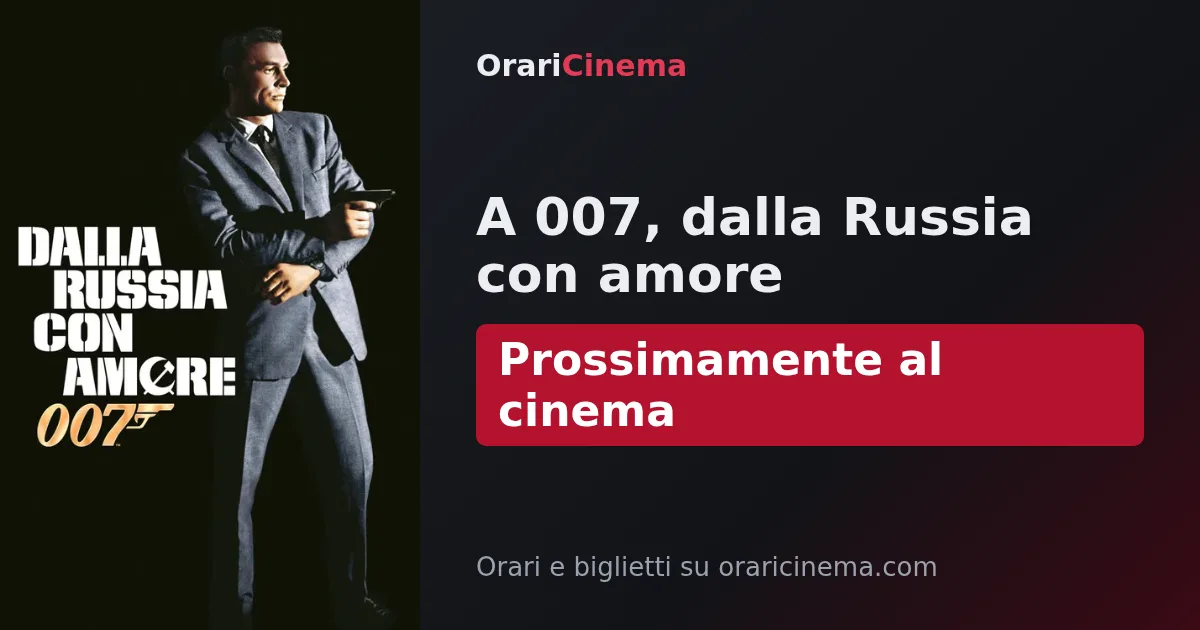 DALLA
RUSSIA
CON
AMORE
007
OrariCinema
A 007, dalla Russia
con amore
Prossimamente al
cinema
Orari e biglietti su oraricinema.com